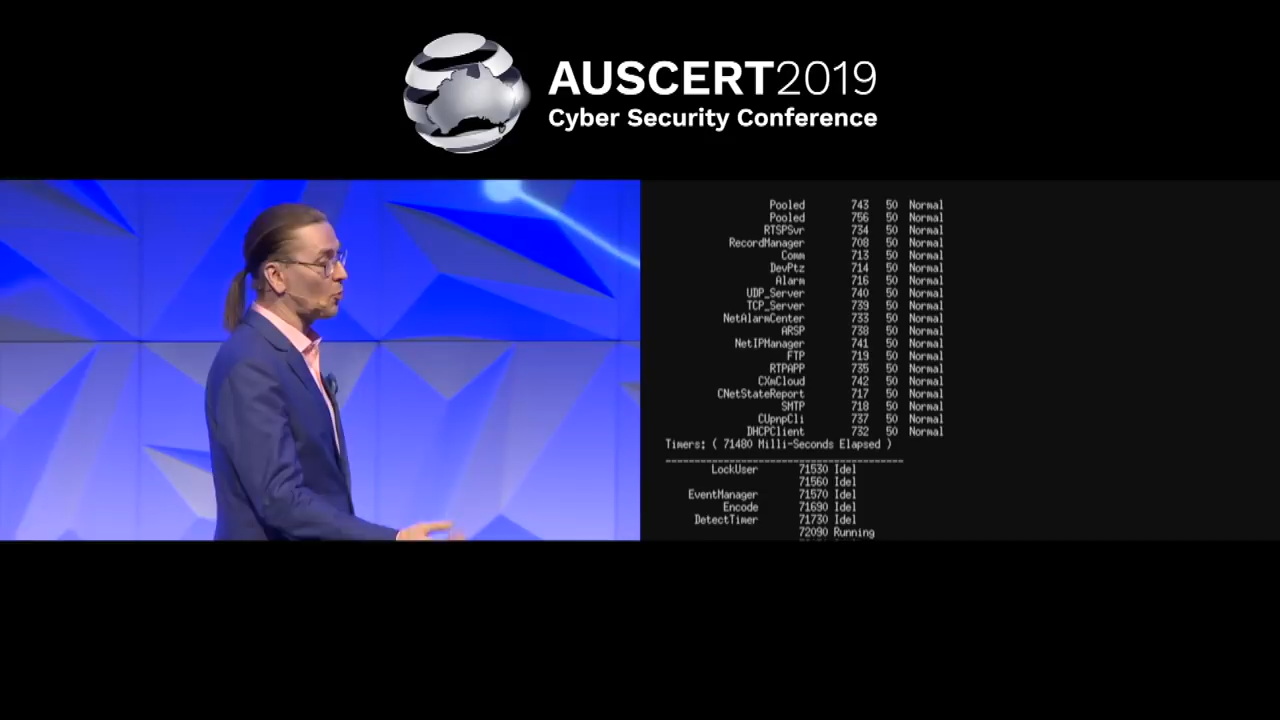 AUSCERT2019
Cyber Security Conference
Pooled 743 50 Normal
Pooled 756 50 Normal
RTSPSvr 734 50 Normal
RecordManager 708 50 Normal
Comm 713 50 Normal
DevPtz 714 50 Normal
Alarm 716 50 Normal
UDP_Server 740 50 Normal
TCP_Server 739 50 Normal
NetAlarmCenter 733 50 Normal
ARSP 738 50 Normal
NetIPManager 741 50 Normal
FTP 719 50 Normal
RTPAPP 735 50 Normal
CXmCloud 742 50 Normal
CNetStateReport 717 50 Normal
SMTP 718 50 Normal
CUpnpCli 737 50 Normal
DHCPClient 732 50 Normal
Timers: ( 71480 Milli-Seconds Elapsed )
LockUser 71530 Idel
71560 Idel
EventManager 71570 Idel
Encode 71690 Idel
DetectTimer 71730 Idel
72090 Running